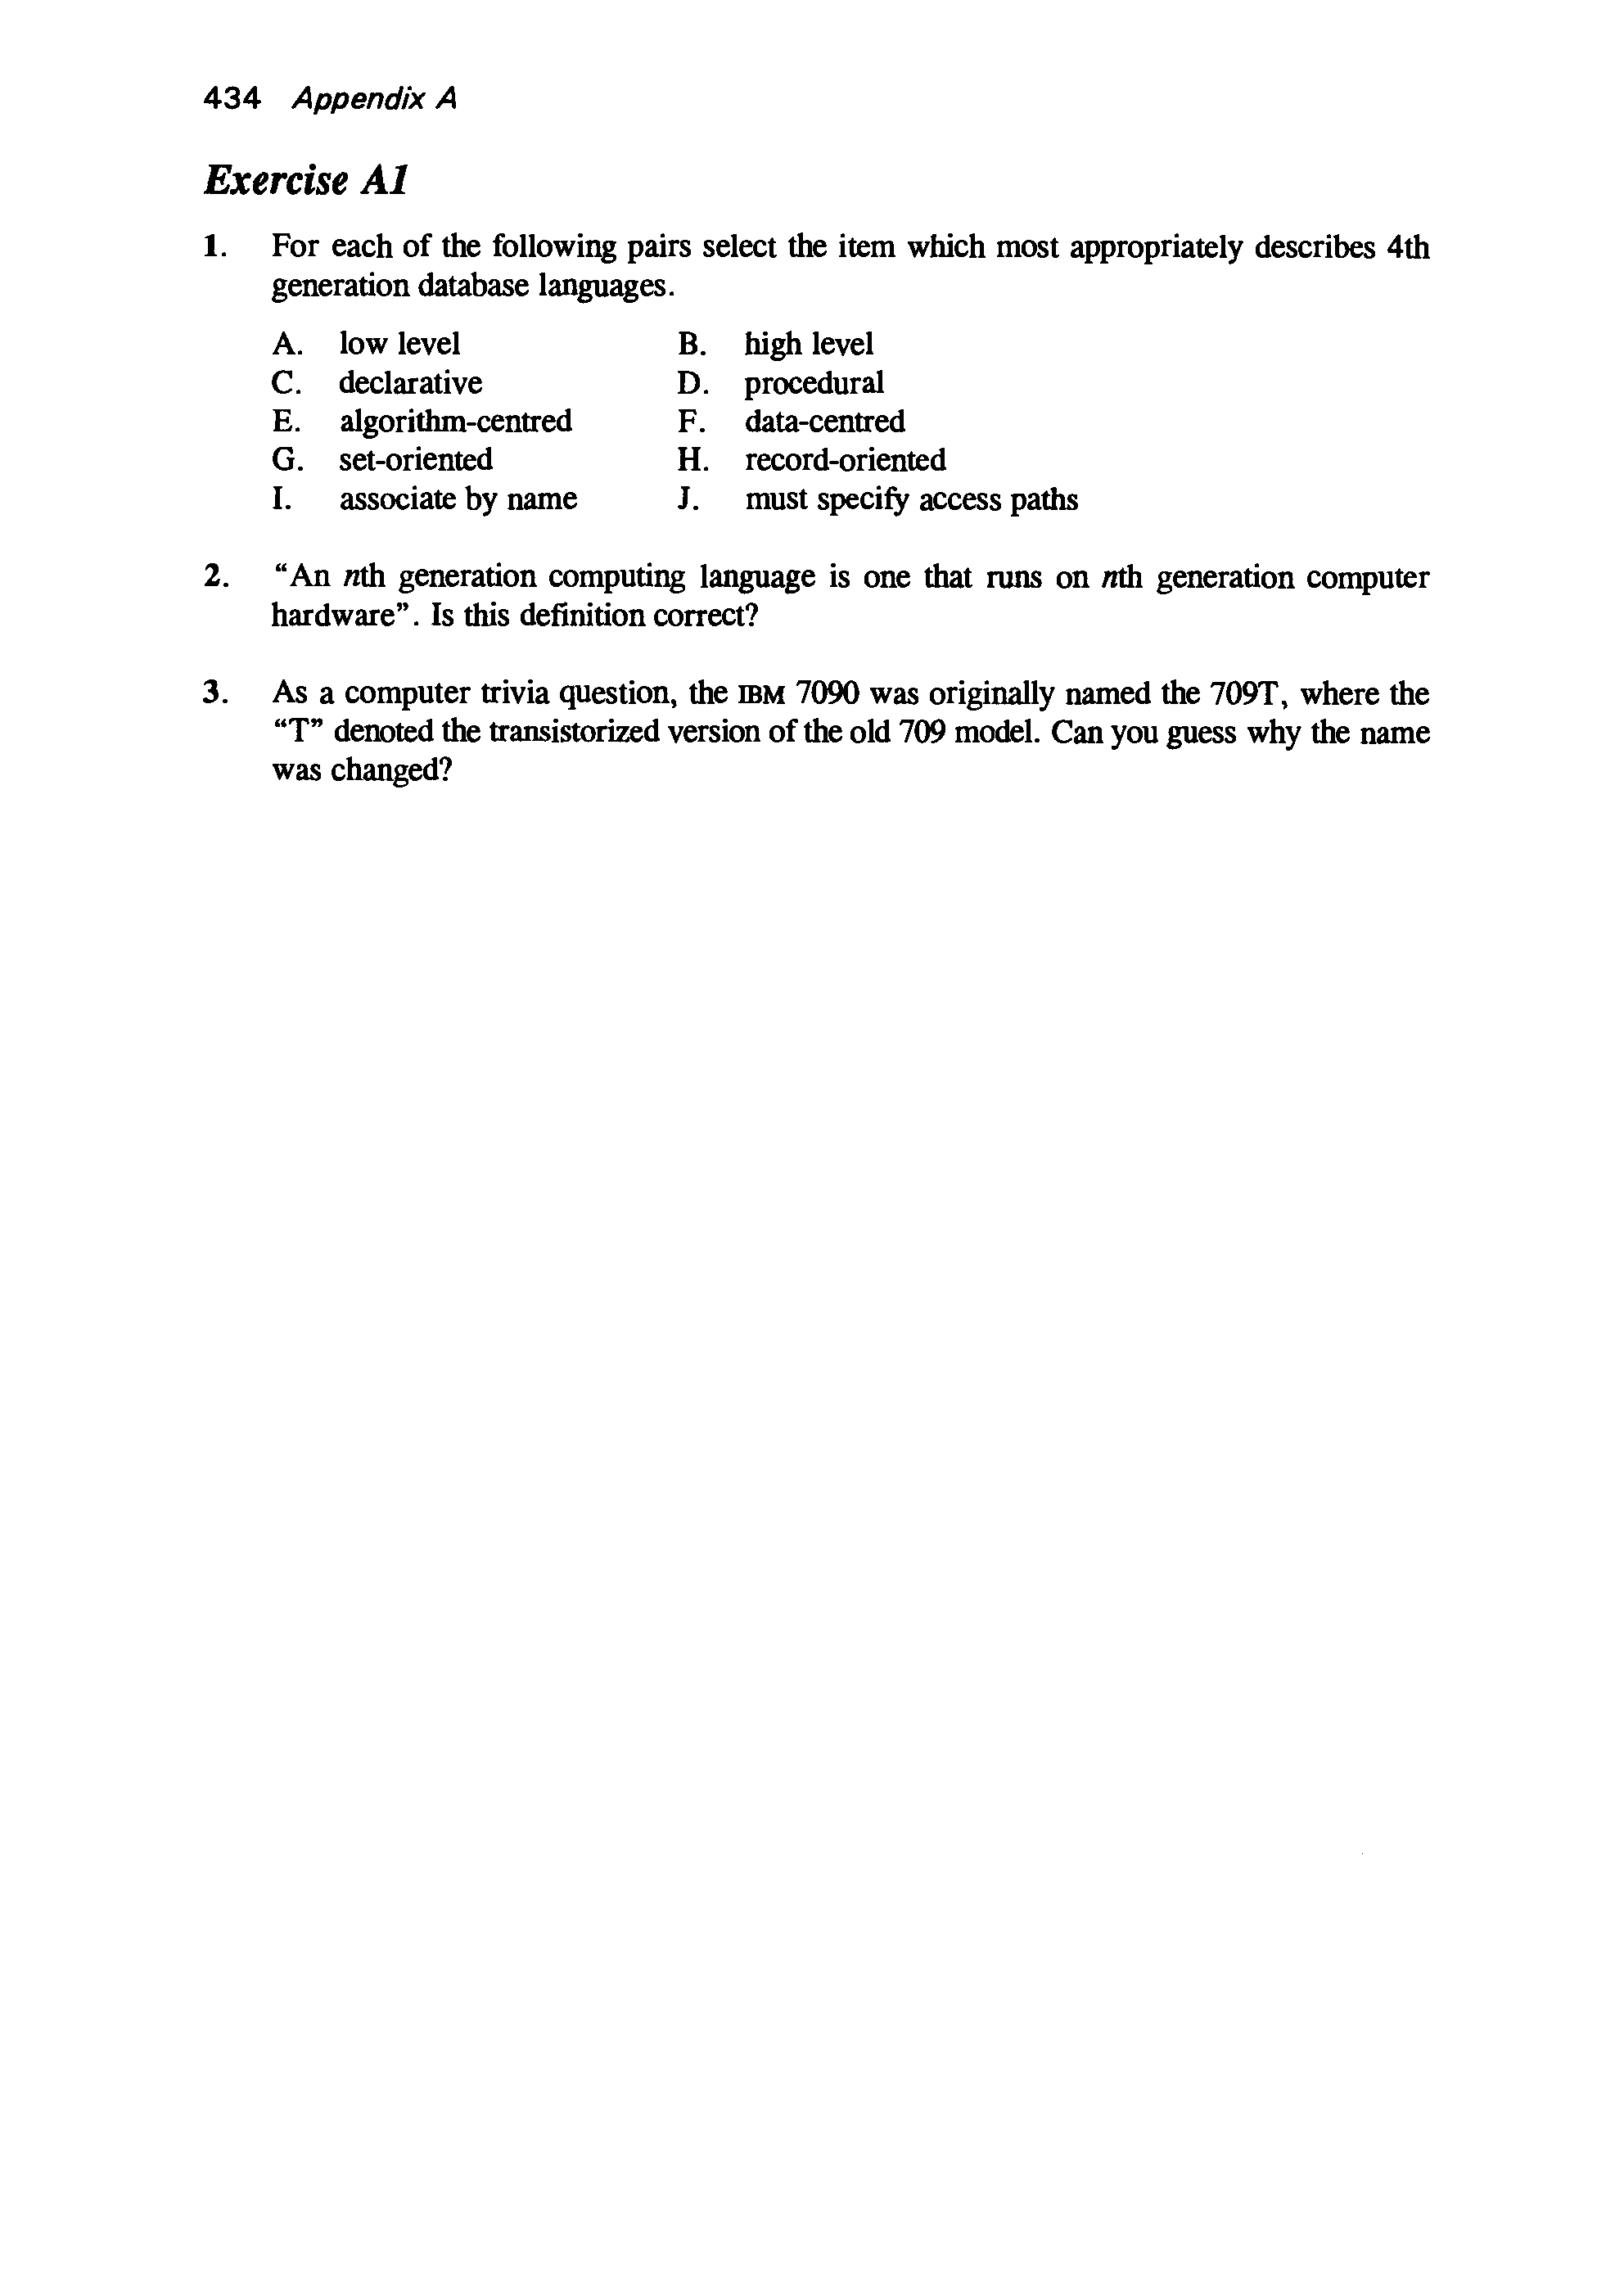 434 Appendix A
Exercise A1
1. For each of the following pairs select the item which most appropriately describes 4th
generation database languages.
A. low level B. high level
C. declarative D. procedural
E. algorithm-centred F. data-centred
G. set-oriented H. record-oriented
I. associate by name J. must specify access paths
2. “An nth generation computing language is one that runs on nth generation computer
hardware”. Is this definition correct?
3. As a computer trivia question, the IBM 7090 was originally named the 709T, where the
“T” denoted the transistorized version of the old 709 model. Can you guess why the name
was changed?